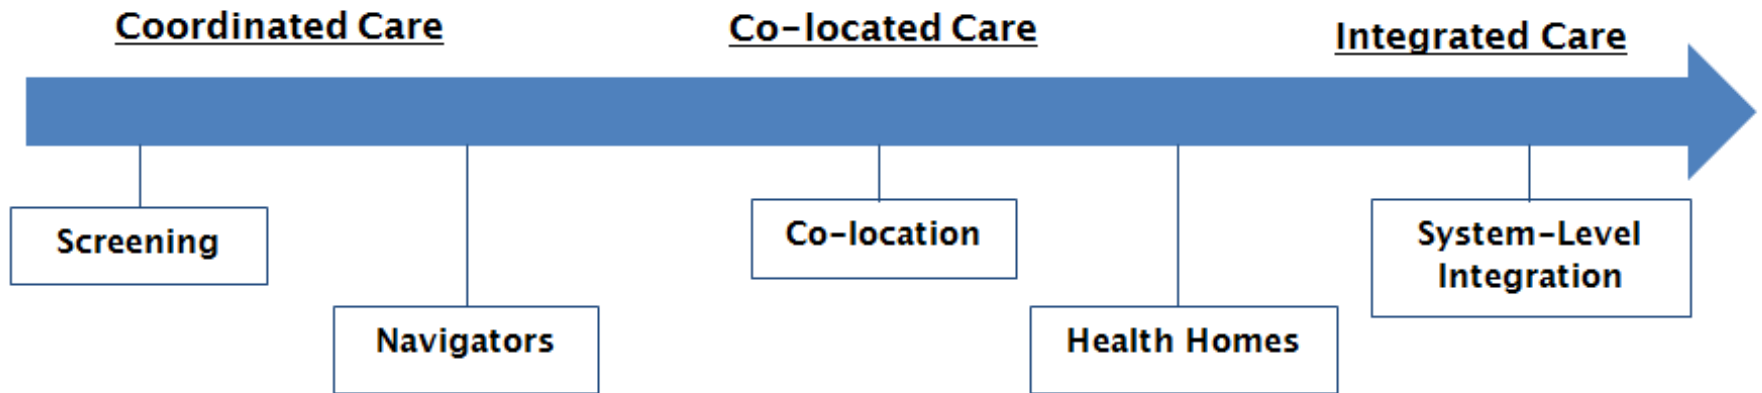 Coordinated Care
Co-located Care
Integrated Care
Screening
Navigators
Co-location
Health Homes
System-Level
Integration